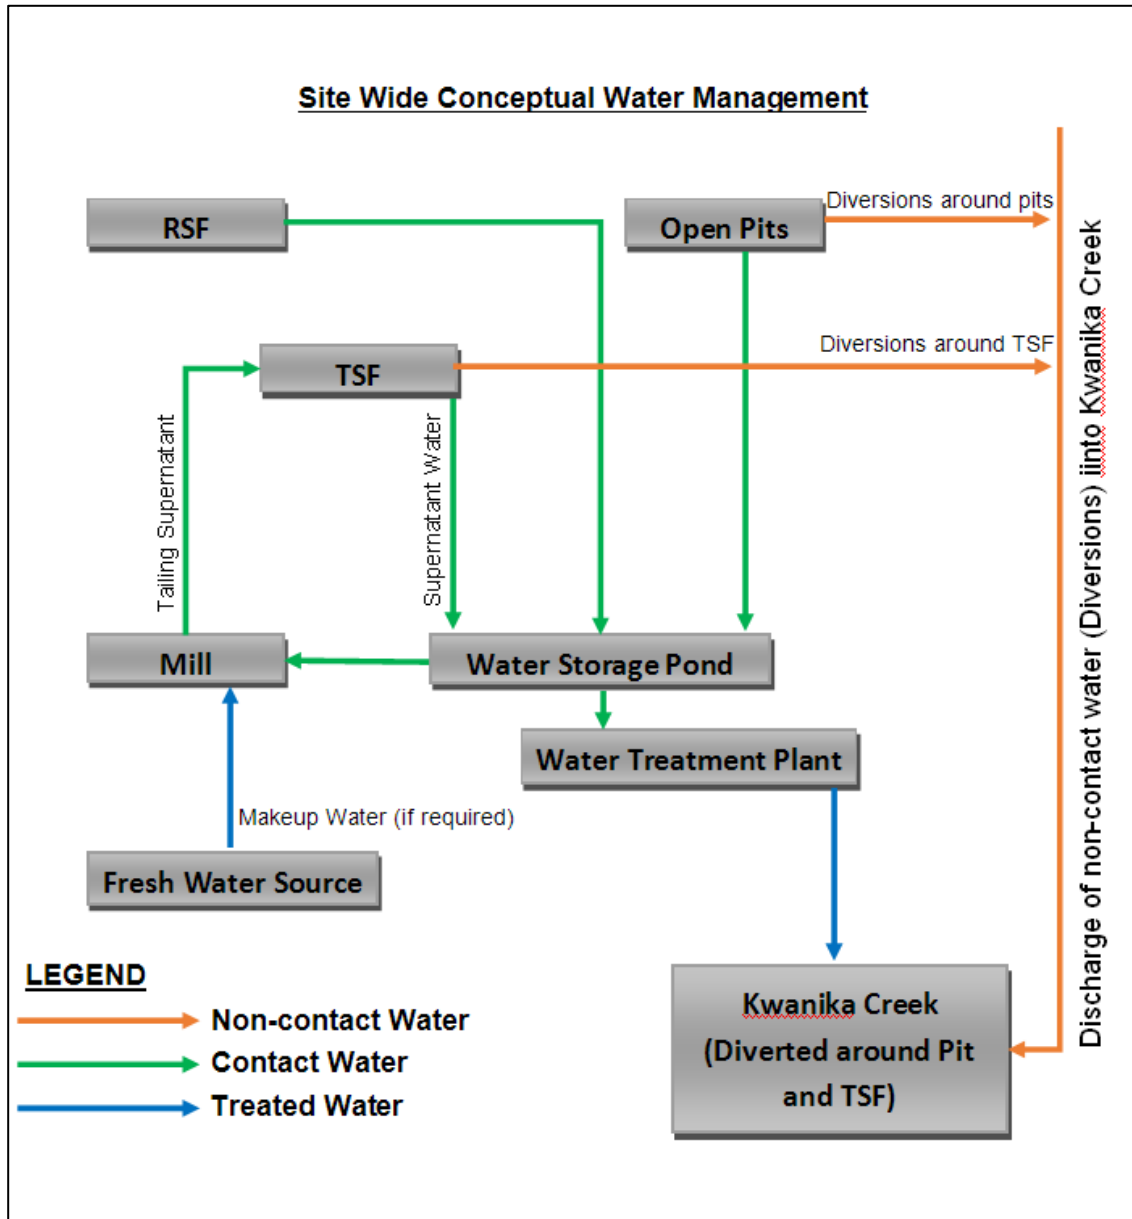 Site Wide Conceptual Water Management
RSF
Open Pits
Diversions around pits
TSF
Diversions around TSF
Tailing Supernatant
Supernatant Water
Discharge of non-contact water (Diversions) iinto Kwanika Creek
Mill
Water Storage Pond
Water Treatment Plant
Makeup Water (if required)
Fresh Water Source
LEGEND
Non-contact Water
Contact Water
Treated Water
Kwanika Creek
(Diverted around Pit
and TSF)